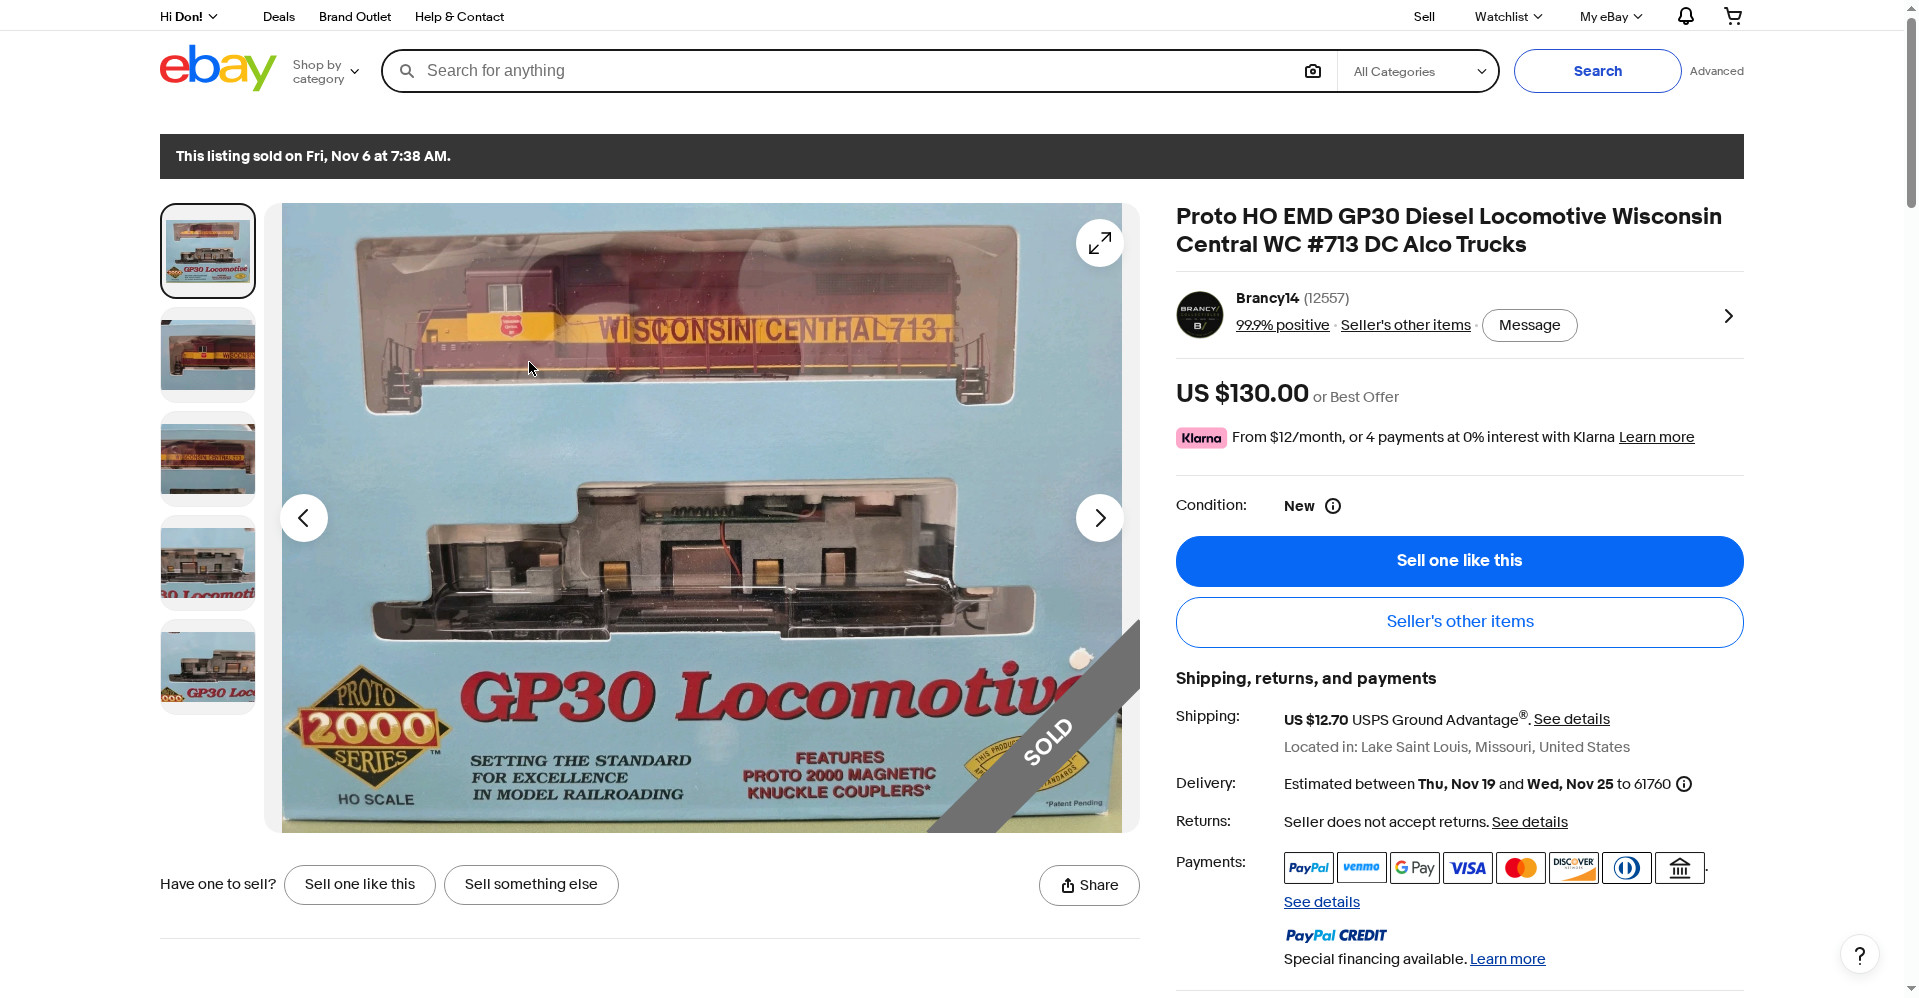 Hi Don!
Deals
Brand Outlet
Help & Contact
Sell
Watchlist
My eBay
ebay
Shop by category
Search for anything
All Categories
Search
Advanced
This listing sold on Fri, Nov 6 at 7:38 AM.
WISCONSIN CENTRAL 713
GP30 Locomotive
PROTO
2000
SERIES
TM
HO SCALE
SETTING THE STANDARD
FOR EXCELLENCE
IN MODEL RAILROADING
FEATURES
PROTO 2000 MAGNETIC
KNUCKLE COUPLERS*
THIS PRODU
NDARDS
*Patent Pending
SOLD
Have one to sell?
Sell one like this
Sell something else
Share
Proto HO EMD GP30 Diesel Locomotive Wisconsin
Central WC #713 DC Alco Trucks
BRANCY/
B/
Brancy14 (12557)
99.9% positive · Seller's other items · Message
US $130.00 or Best Offer
Klarna From $12/month, or 4 payments at 0% interest with Klarna Learn more
Condition: New
Sell one like this
Seller's other items
Shipping, returns, and payments
Shipping: US $12.70 USPS Ground Advantage®. See details
Located in: Lake Saint Louis, Missouri, United States
Delivery: Estimated between Thu, Nov 19 and Wed, Nov 25 to 61760
Returns: Seller does not accept returns. See details
Payments: PayPal venmo G Pay VISA DISCOVER .
See details
PayPal CREDIT
Special financing available. Learn more
?